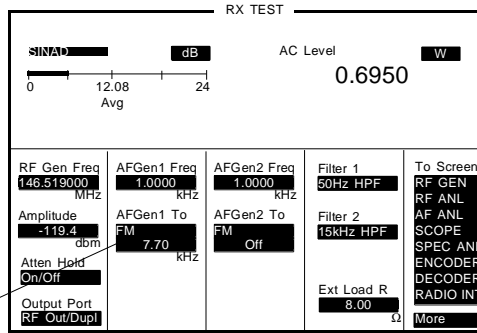 RX TEST
SINAD dB AC Level W
0.6950
0 12.08 24
Avg
RF Gen Freq AFGen1 Freq AFGen2 Freq Filter 1 To Screen
146.519000 1.0000 1.0000 50Hz HPF RF GEN
MHz kHz kHz RF ANL
Amplitude AFGen1 To AFGen2 To Filter 2 AF ANL
-119.4 FM FM 15kHz HPF SCOPE
dbm 7.70 Off SPEC ANL
Atten Hold kHz ENCODER
On/Off Ext Load R DECODER
Output Port 8.00 RADIO INT
RF Out/Dupl Ω More